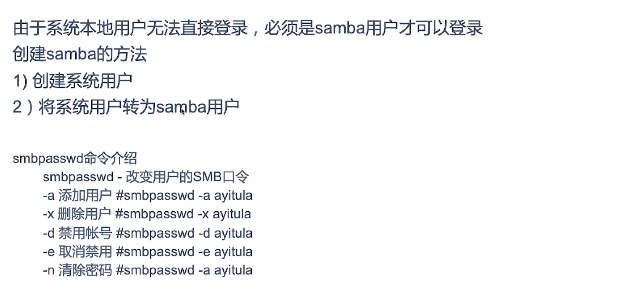 由于系统本地用户无法直接登录，必须是samba用户才可以登录
创建samba的方法
1) 创建系统用户
2）将系统用户转为samba用户
smbpasswd命令介绍
smbpasswd - 改变用户的SMB口令
-a 添加用户 #smbpasswd -a ayitula
-x 删除用户 #smbpasswd -x ayitula
-d 禁用帐号 #smbpasswd -d ayitula
-e 取消禁用 #smbpasswd -e ayitula
-n 清除密码 #smbpasswd -a ayitula